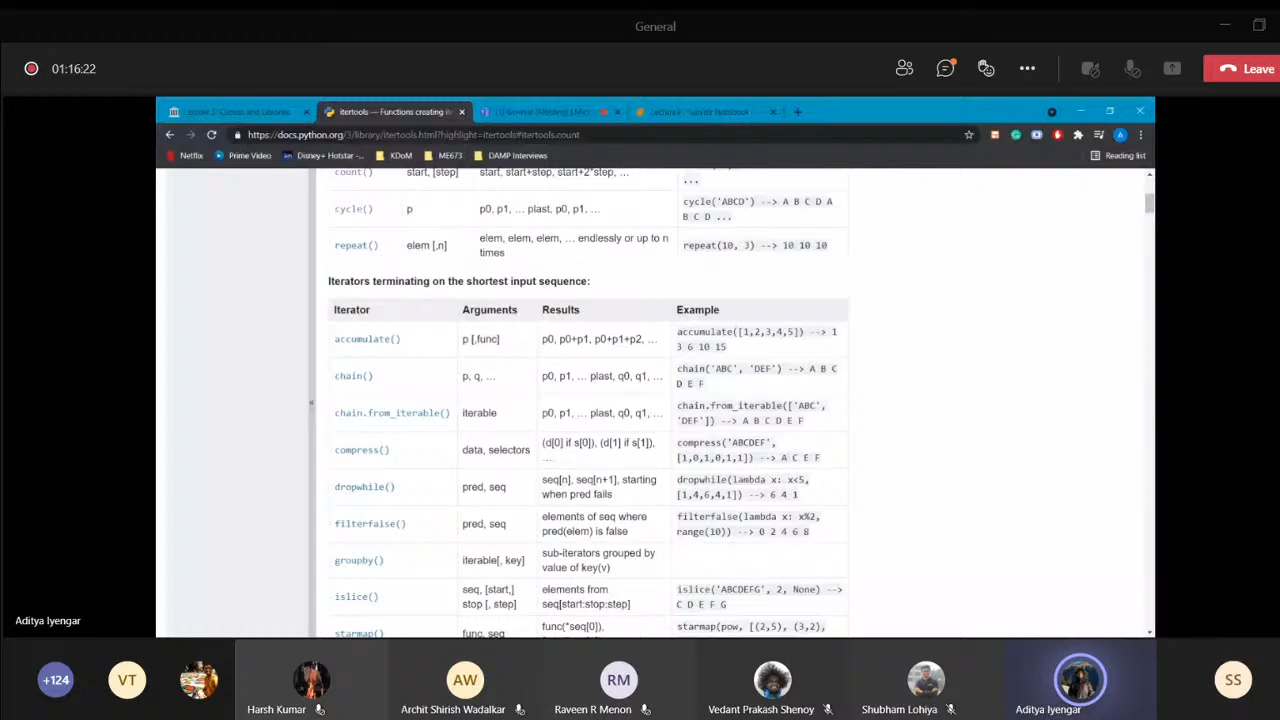 General
01:16:22
Leave
Lecture 5: Classes and Libraries
itertools — Functions creating it
General (Meeting) | Mic
https://docs.python.org/3/library/itertools.html?highlight=itertools#itertools.count
Netflix Prime Video Disney+ Hotstar -... KDoM ME673 DAMP Interviews Reading list
count() start, [step] start, start+step, start+2*step, … ...
cycle() p p0, p1, … plast, p0, p1, … cycle('ABCD') --> A B C D A
B C D ...
repeat() elem [,n] elem, elem, elem, … endlessly or up to n
times repeat(10, 3) --> 10 10 10
Iterators terminating on the shortest input sequence:
Iterator Arguments Results Example
accumulate() p [,func] p0, p0+p1, p0+p1+p2, … accumulate([1,2,3,4,5]) --> 1
3 6 10 15
chain() p, q, … p0, p1, … plast, q0, q1, … chain('ABC', 'DEF') --> A B C
D E F
chain.from_iterable() iterable p0, p1, … plast, q0, q1, … chain.from_iterable(['ABC',
'DEF']) --> A B C D E F
compress() data, selectors (d[0] if s[0]), (d[1] if s[1]),
… compress('ABCDEF',
[1,0,1,0,1,1]) --> A C E F
dropwhile() pred, seq seq[n], seq[n+1], starting
when pred fails dropwhile(lambda x: x<5,
[1,4,6,4,1]) --> 6 4 1
filterfalse() pred, seq elements of seq where
pred(elem) is false filterfalse(lambda x: x%2,
range(10)) --> 0 2 4 6 8
groupby() iterable[, key] sub-iterators grouped by
value of key(v)
islice() seq, [start,]
stop [, step] elements from
seq[start:stop:step] islice('ABCDEFG', 2, None) -->
C D E F G
starmap() func, seq func(*seq[0]), starmap(pow, [(2,5), (3,2),
Aditya Iyengar
+124 VT AW RM SS
Harsh Kumar Archit Shirish Wadalkar Raveen R Menon Vedant Prakash Shenoy Shubham Lohiya Aditya Iyengar